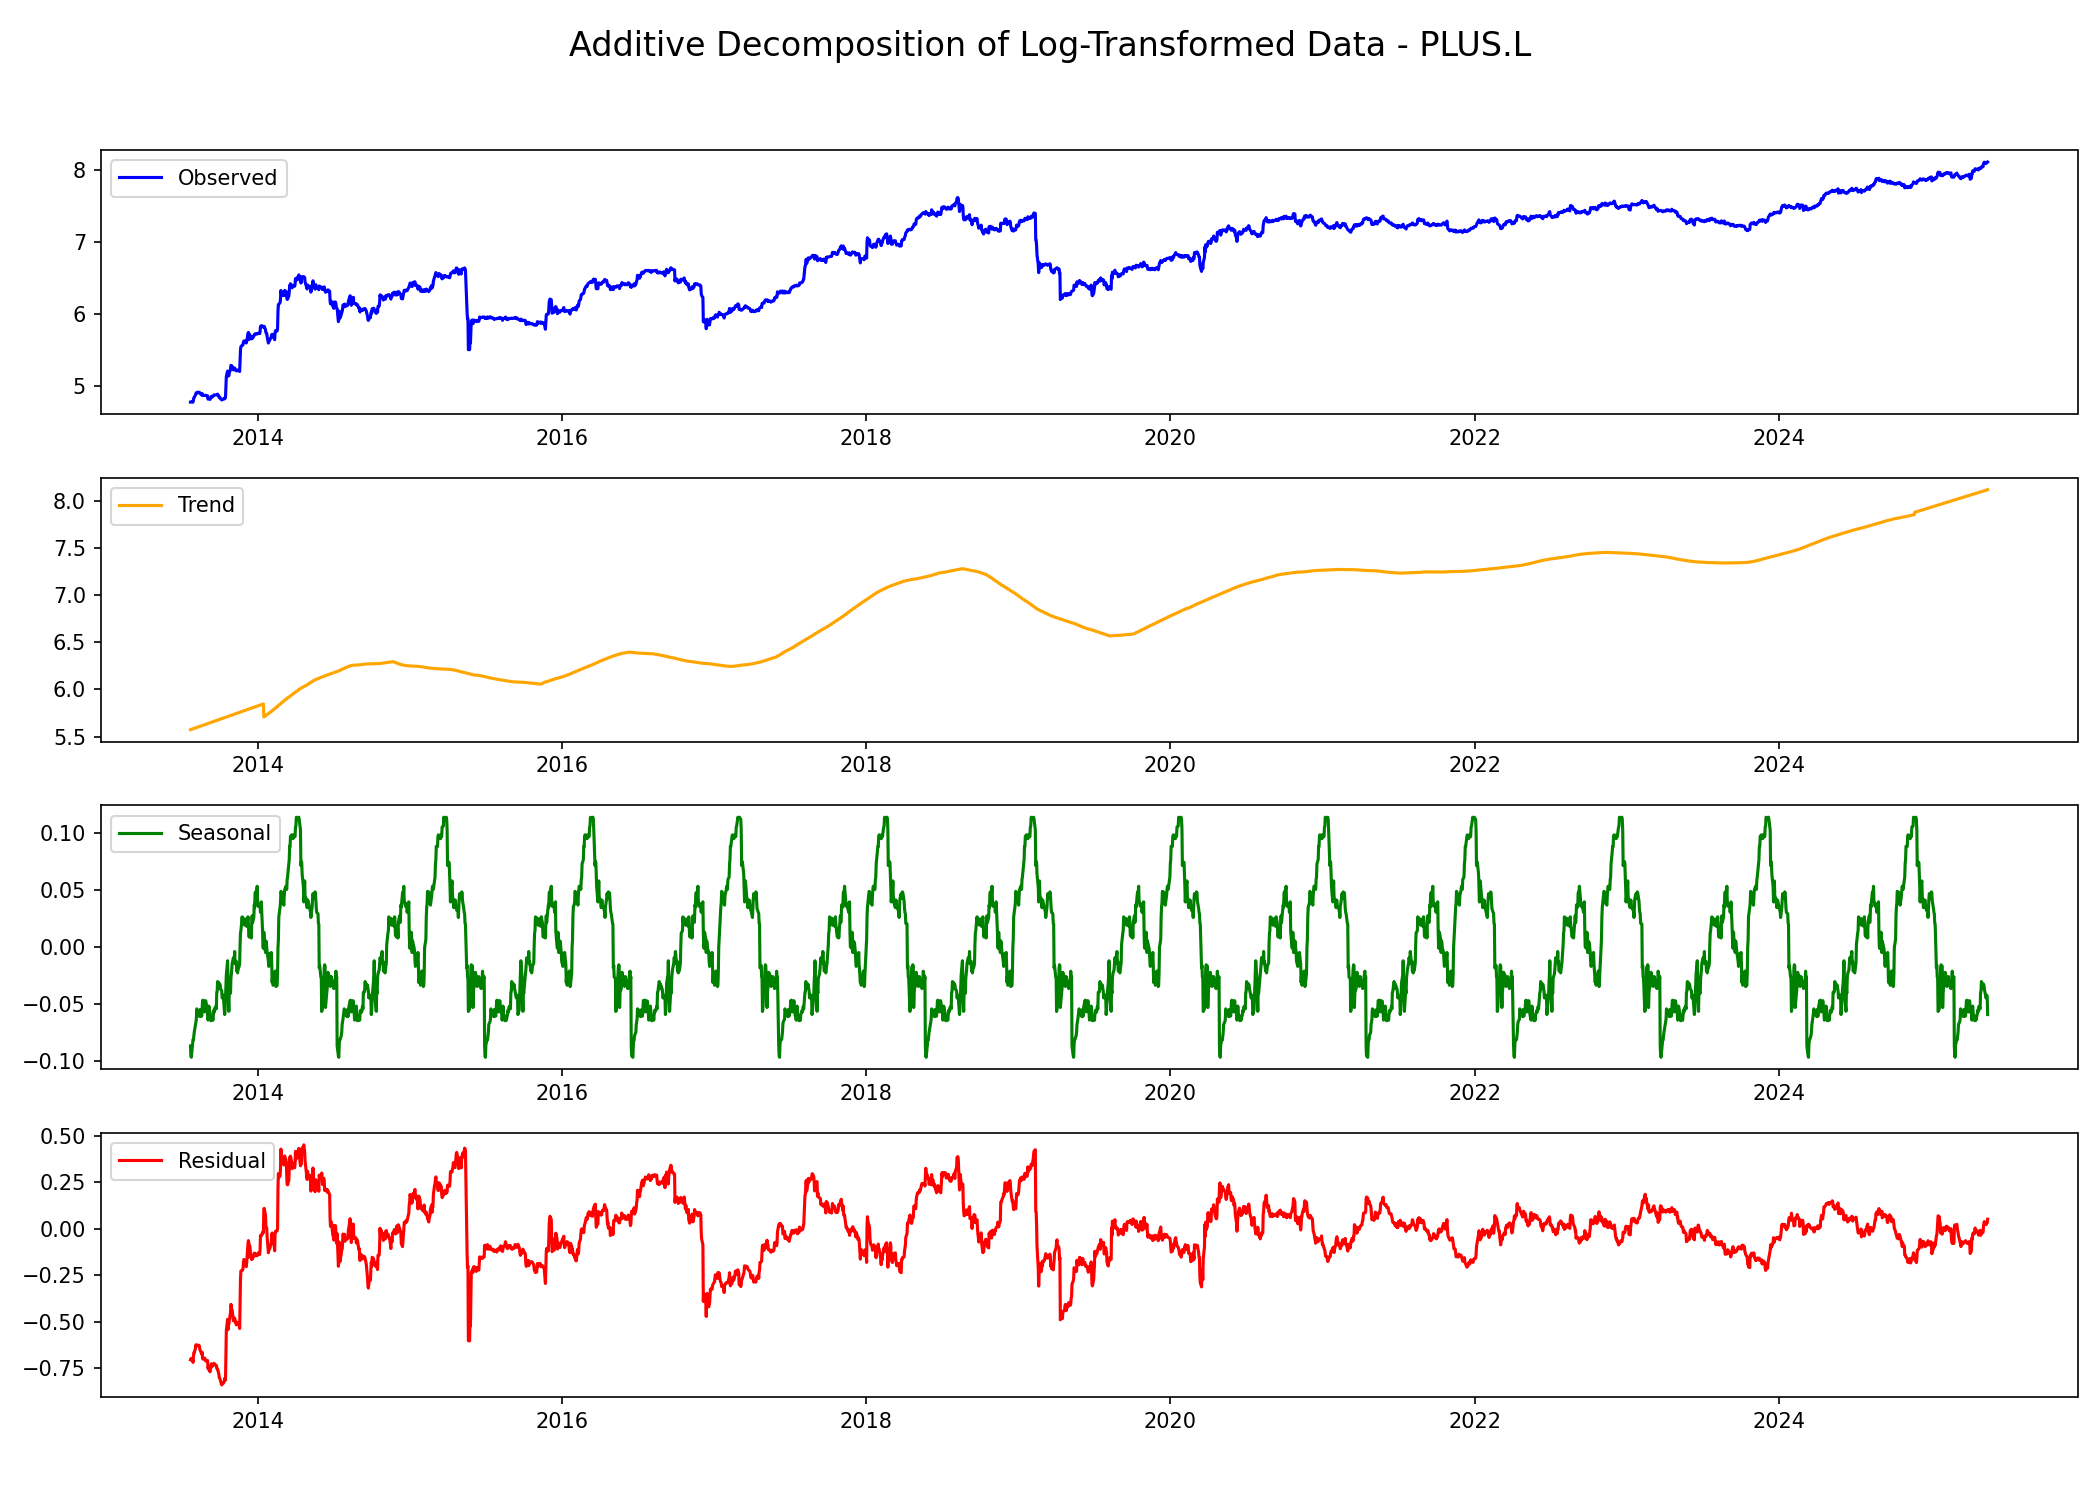 Additive Decomposition of Log-Transformed Data - PLUS.L
Observed
8
7
6
5
2014 2016 2018 2020 2022 2024
Trend
8.0
7.5
7.0
6.5
6.0
5.5
2014 2016 2018 2020 2022 2024
Seasonal
0.10
0.05
0.00
−0.05
−0.10
2014 2016 2018 2020 2022 2024
Residual
0.50
0.25
0.00
−0.25
−0.50
−0.75
2014 2016 2018 2020 2022 2024